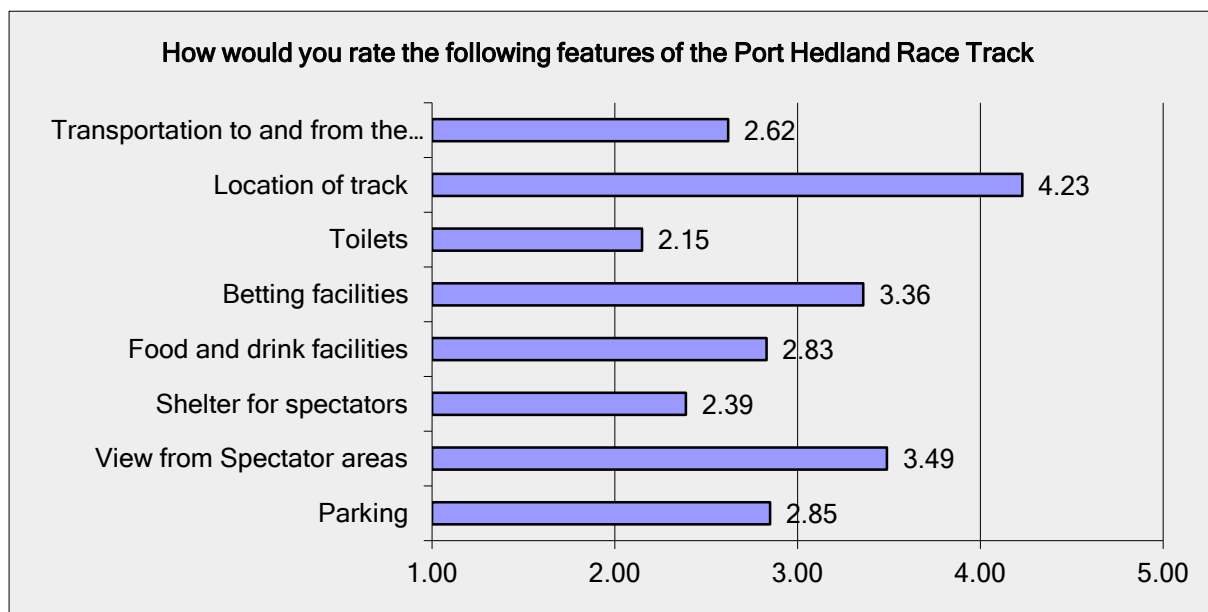 How would you rate the following features of the Port Hedland Race Track
Transportation to and from the... 2.62
Location of track 4.23
Toilets 2.15
Betting facilities 3.36
Food and drink facilities 2.83
Shelter for spectators 2.39
View from Spectator areas 3.49
Parking 2.85
1.00 2.00 3.00 4.00 5.00